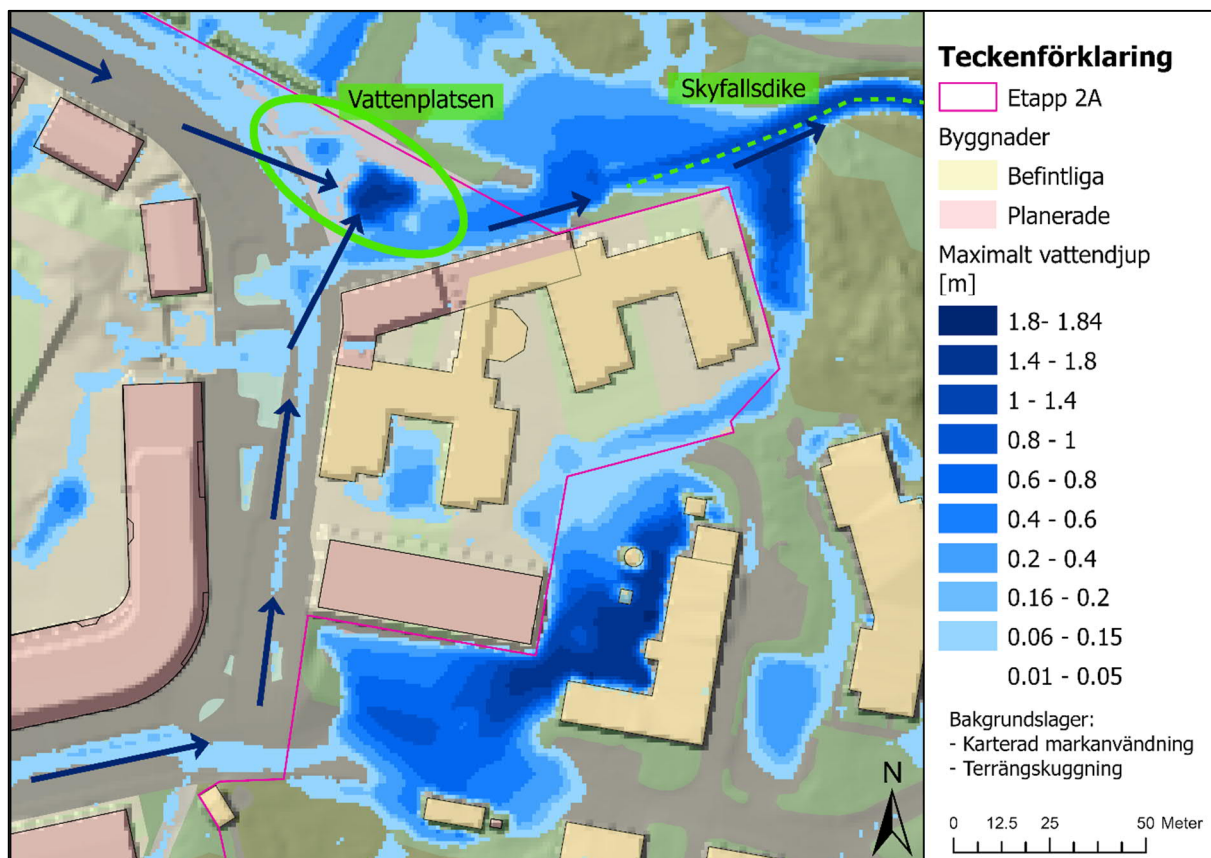 Vattenplatsen
Skyfallsdike
N
Teckenförklaring
Etapp 2A
Byggnader
Befintliga
Planerade
Maximalt vattendjup
[m]
1.8- 1.84
1.4 - 1.8
1 - 1.4
0.8 - 1
0.6 - 0.8
0.4 - 0.6
0.2 - 0.4
0.16 - 0.2
0.06 - 0.15
0.01 - 0.05
Bakgrundslager:
- Karterad markanvändning
- Terrängskuggning
0 12.5 25 50 Meter